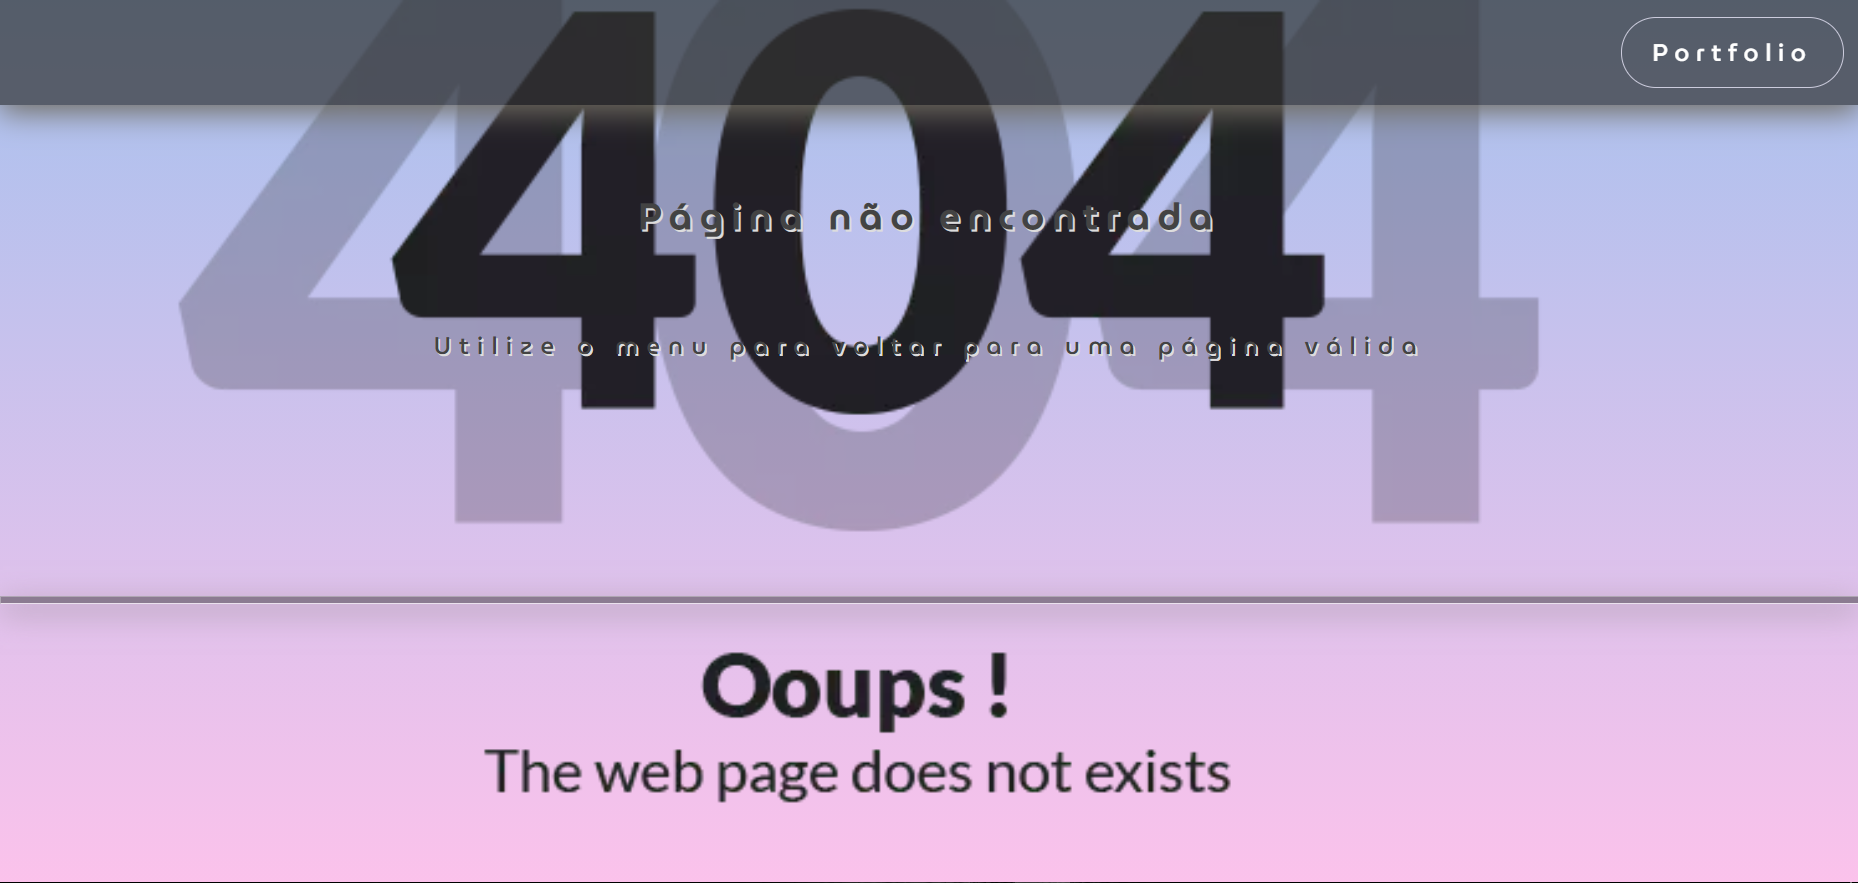 Portfolio
404
404
Página não encontrada
Utilize o menu para voltar para uma página válida
Ooups !
The web page does not exists